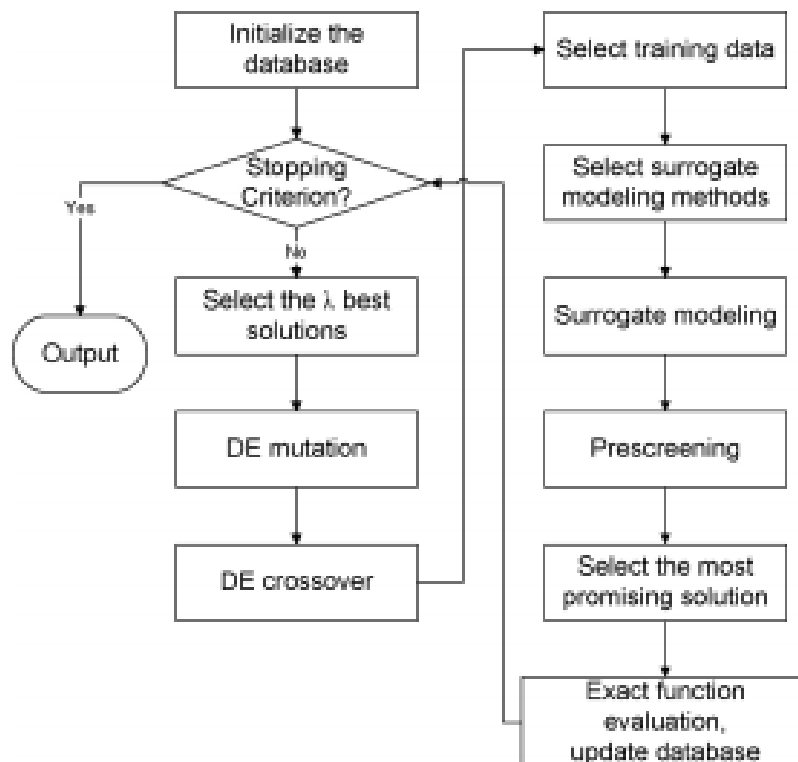 Initialize the
database
Stopping
Criterion?
Yes
No
Output
Select the λ best
solutions
DE mutation
DE crossover
Select training data
Select surrogate
modeling methods
Surrogate modeling
Prescreening
Select the most
promising solution
Exact function
evaluation,
update database